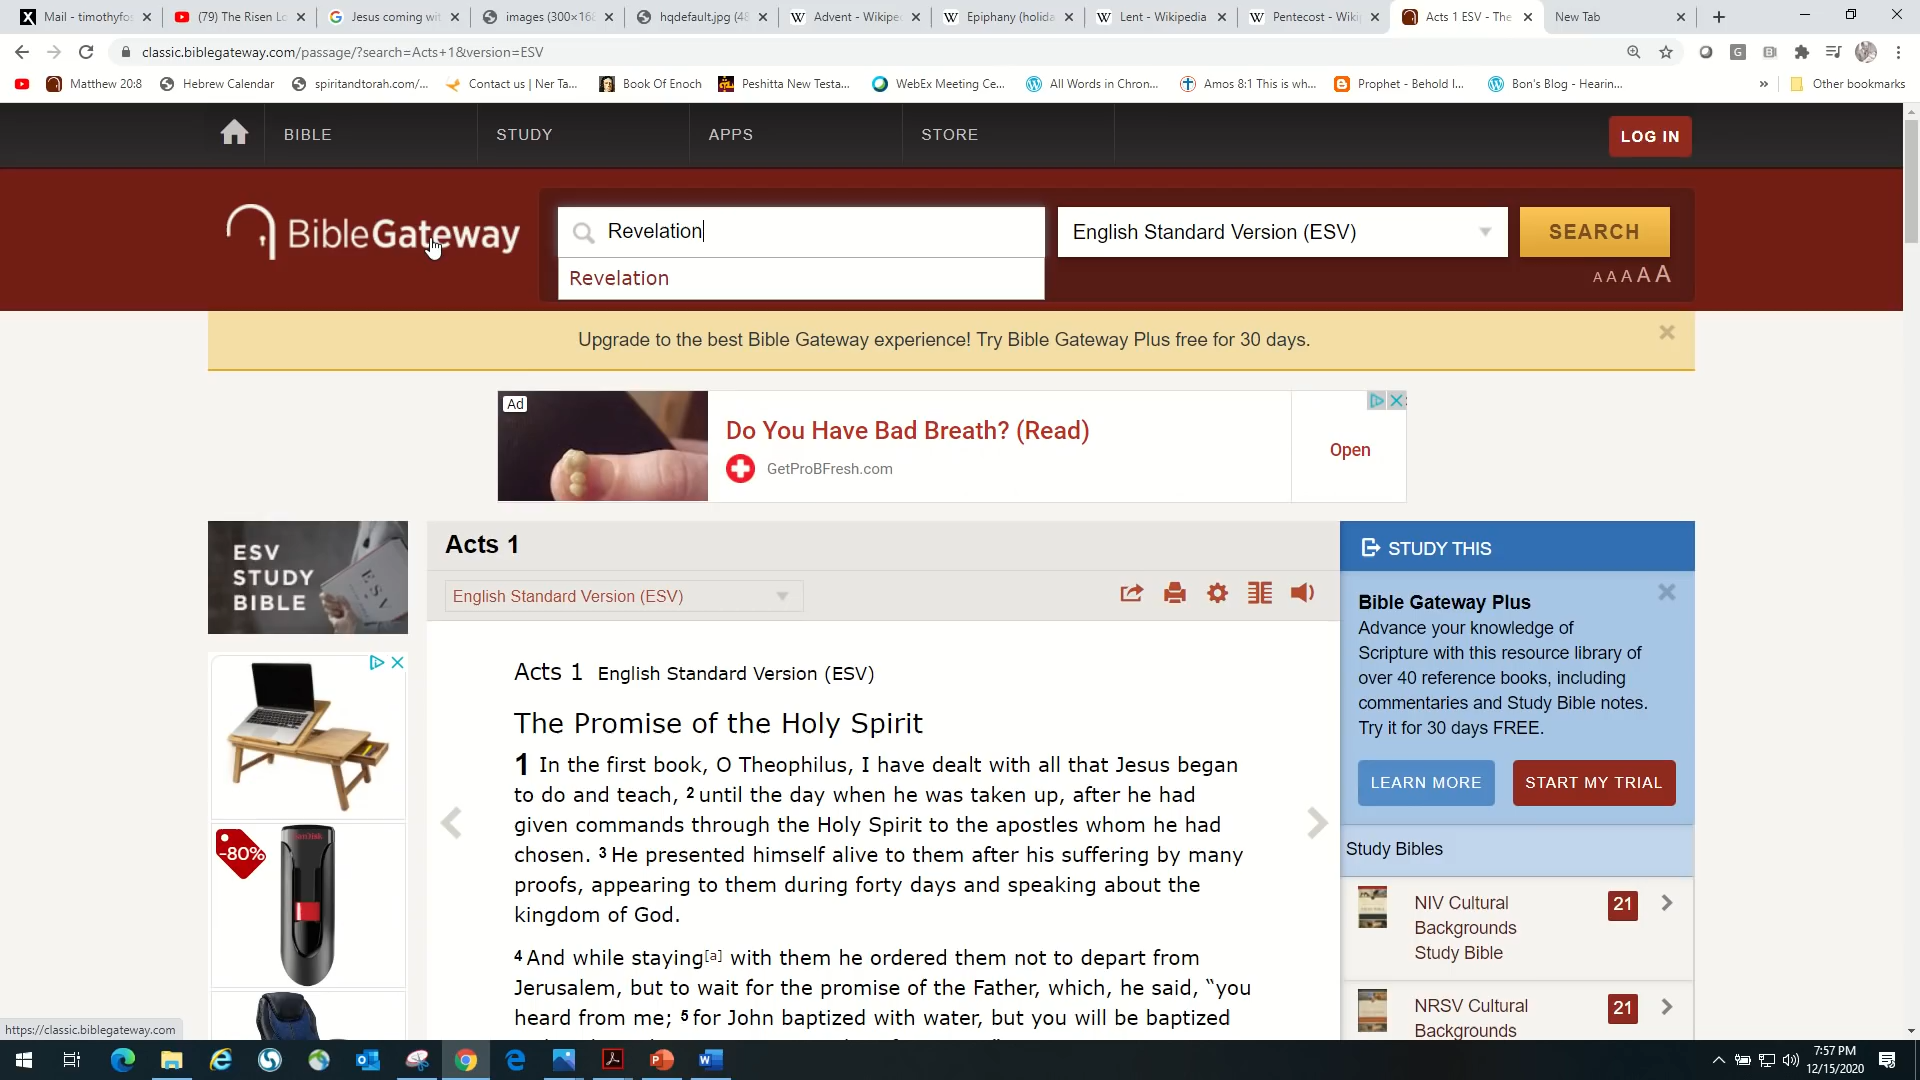 Mail - timothyfos
(79) The Risen Lo
Jesus coming wit
images (300×168
hqdefault.jpg (48
Advent - Wikipe
Epiphany (holida
Lent - Wikipedia
Pentecost - Wiki
Acts 1 ESV - The
New Tab
classic.biblegateway.com/passage/?search=Acts+1&version=ESV
Matthew 20:8
Hebrew Calendar
spiritandtorah.com/...
Contact us | Ner Ta...
Book Of Enoch
Peshitta New Testa...
WebEx Meeting Ce...
All Words in Chron...
Amos 8:1 This is wh...
Prophet - Behold I...
Bon's Blog - Hearin...
»
Other bookmarks
BIBLE
STUDY
APPS
STORE
LOG IN
BibleGateway
Revelation
English Standard Version (ESV)
SEARCH
Revelation
A A A A A
Upgrade to the best Bible Gateway experience! Try Bible Gateway Plus free for 30 days.
Ad
Do You Have Bad Breath? (Read)
GetProBFresh.com
Open
ESV
STUDY
BIBLE
-80%
SanDisk
Acts 1
English Standard Version (ESV)
Acts 1 English Standard Version (ESV)
The Promise of the Holy Spirit
1 In the first book, O Theophilus, I have dealt with all that Jesus began
to do and teach, 2 until the day when he was taken up, after he had
given commands through the Holy Spirit to the apostles whom he had
chosen. 3 He presented himself alive to them after his suffering by many
proofs, appearing to them during forty days and speaking about the
kingdom of God.
4 And while staying[a] with them he ordered them not to depart from
Jerusalem, but to wait for the promise of the Father, which, he said, “you
heard from me; 5 for John baptized with water, but you will be baptized
STUDY THIS
Bible Gateway Plus
Advance your knowledge of
Scripture with this resource library of
over 40 reference books, including
commentaries and Study Bible notes.
Try it for 30 days FREE.
LEARN MORE
START MY TRIAL
Study Bibles
NIV Cultural
Backgrounds
Study Bible
21
NRSV Cultural
Backgrounds
21
https://classic.biblegateway.com
7:57 PM
12/15/2020